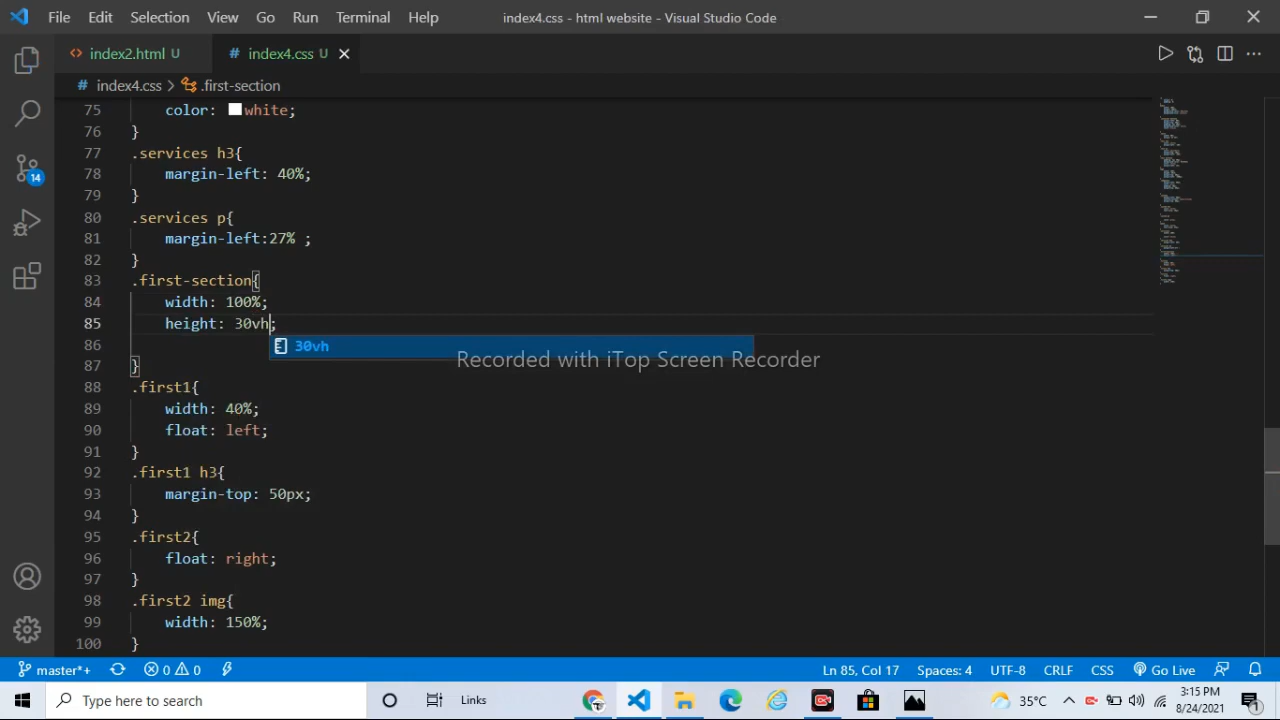 File Edit Selection View Go Run Terminal Help index4.css - html website - Visual Studio Code
<> index2.html U # index4.css U
# index4.css > .first-section
75 color: white;
76 }
77 .services h3{
78 margin-left: 40%;
79 }
80 .services p{
81 margin-left:27% ;
82 }
83 .first-section{
84 width: 100%;
85 height: 30vh;
86 30vh
Recorded with iTop Screen Recorder
87 }
88 .first1{
89 width: 40%;
90 float: left;
91 }
92 .first1 h3{
93 margin-top: 50px;
94 }
95 .first2{
96 float: right;
97 }
98 .first2 img{
99 width: 150%;
100 }
14
master*+ 0 0 Ln 85, Col 17 Spaces: 4 UTF-8 CRLF CSS Go Live
Type here to search Links 35°C 3:15 PM
8/24/2021 1